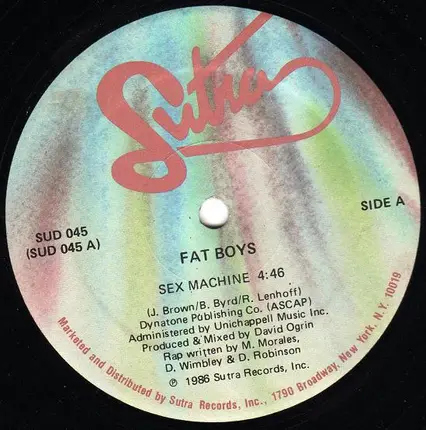 Sutra
SUD 045
(SUD 045 A)
SIDE A
FAT BOYS
SEX MACHINE 4:46
(J. Brown/B. Byrd/R. Lenhoff)
Dynatone Publishing Co. (ASCAP)
Administered by Unichappell Music Inc.
Produced & Mixed by David Ogrin
Rap written by M. Morales,
D. Wimbley & D. Robinson
℗ 1986 Sutra Records, Inc.
Marketed and Distributed by Sutra Records, Inc., 1790 Broadway, New York, N.Y. 10019